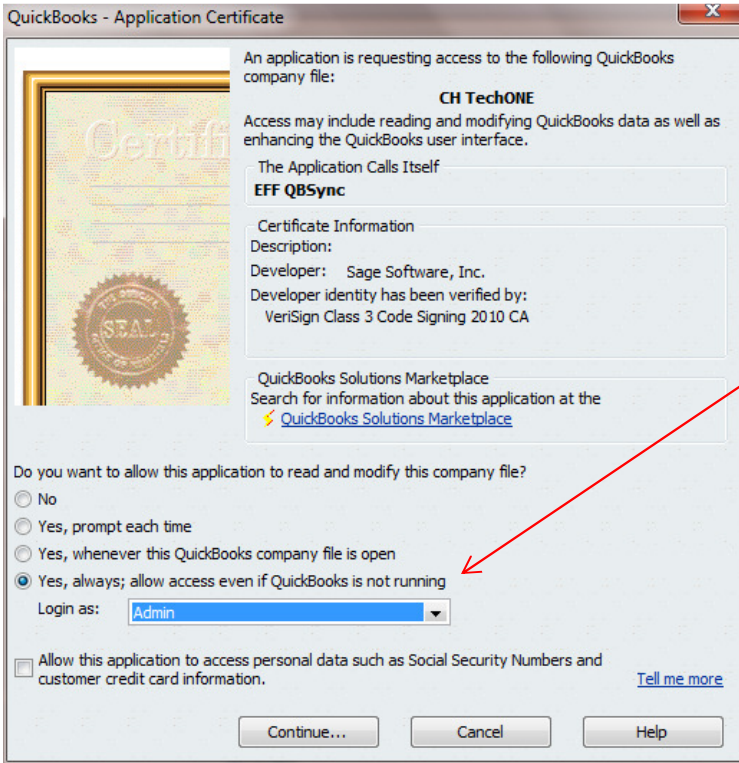 QuickBooks - Application Certificate
An application is requesting access to the following QuickBooks
company file:
CH TechONE
Access may include reading and modifying QuickBooks data as well as
enhancing the QuickBooks user interface.
The Application Calls Itself
EFF QBSync
Certificate Information
Description:
Developer: Sage Software, Inc.
Developer identity has been verified by:
VeriSign Class 3 Code Signing 2010 CA
QuickBooks Solutions Marketplace
Search for information about this application at the
QuickBooks Solutions Marketplace
Certifi
SEAL
Do you want to allow this application to read and modify this company file?
No
Yes, prompt each time
Yes, whenever this QuickBooks company file is open
Yes, always; allow access even if QuickBooks is not running
Login as: Admin
Allow this application to access personal data such as Social Security Numbers and
customer credit card information.
Tell me more
Continue... Cancel Help